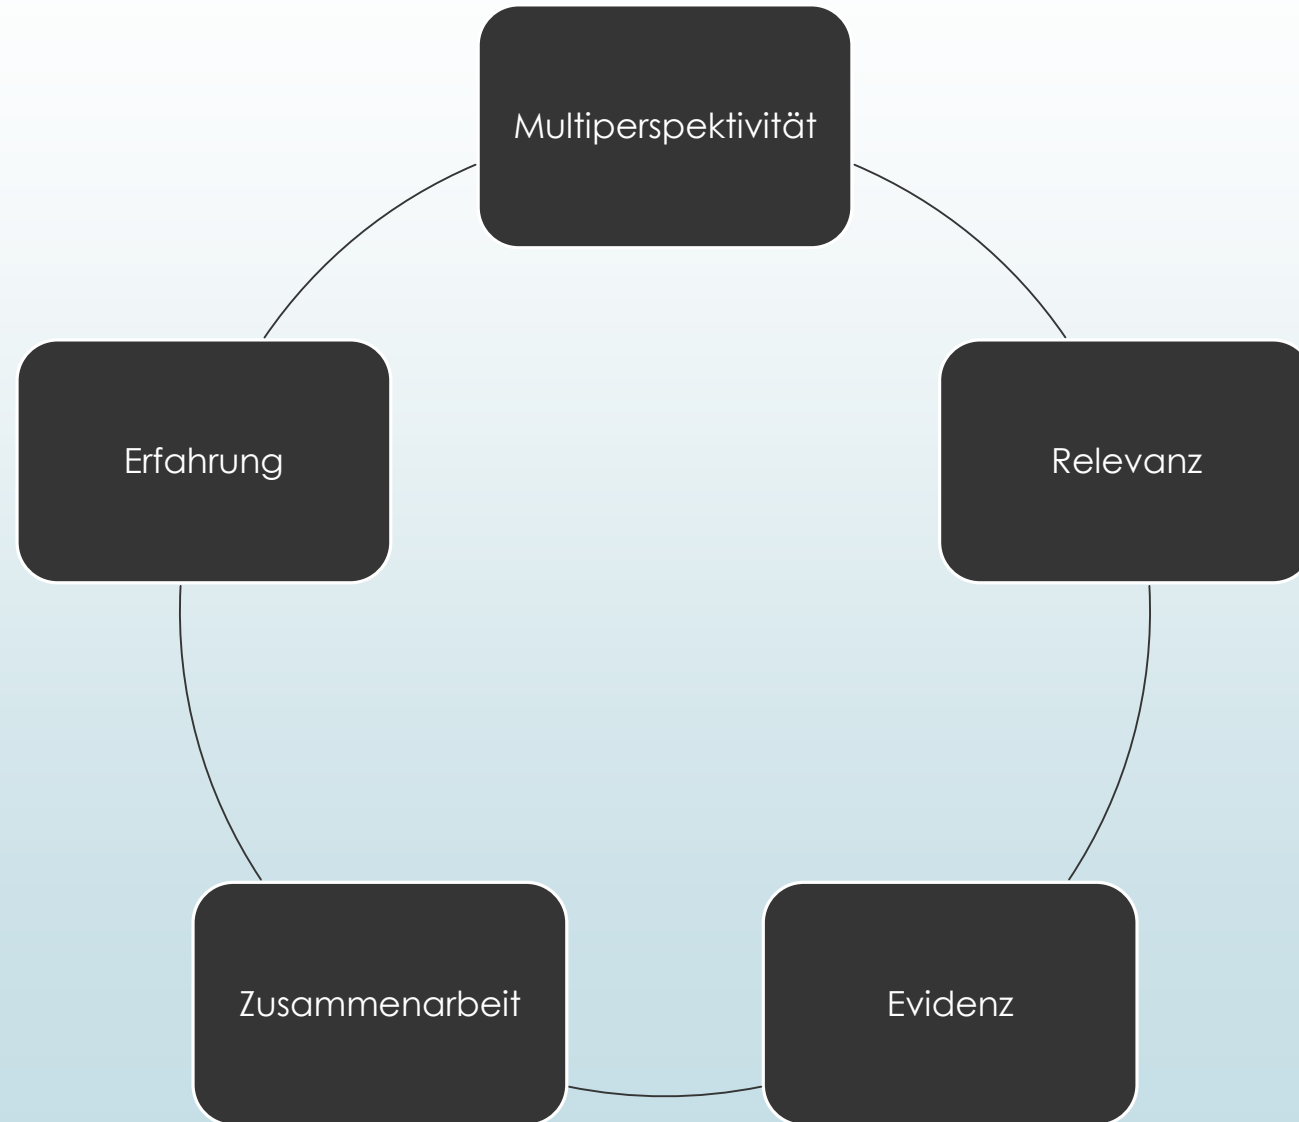 Multiperspektivität
Erfahrung
Relevanz
Zusammenarbeit
Evidenz